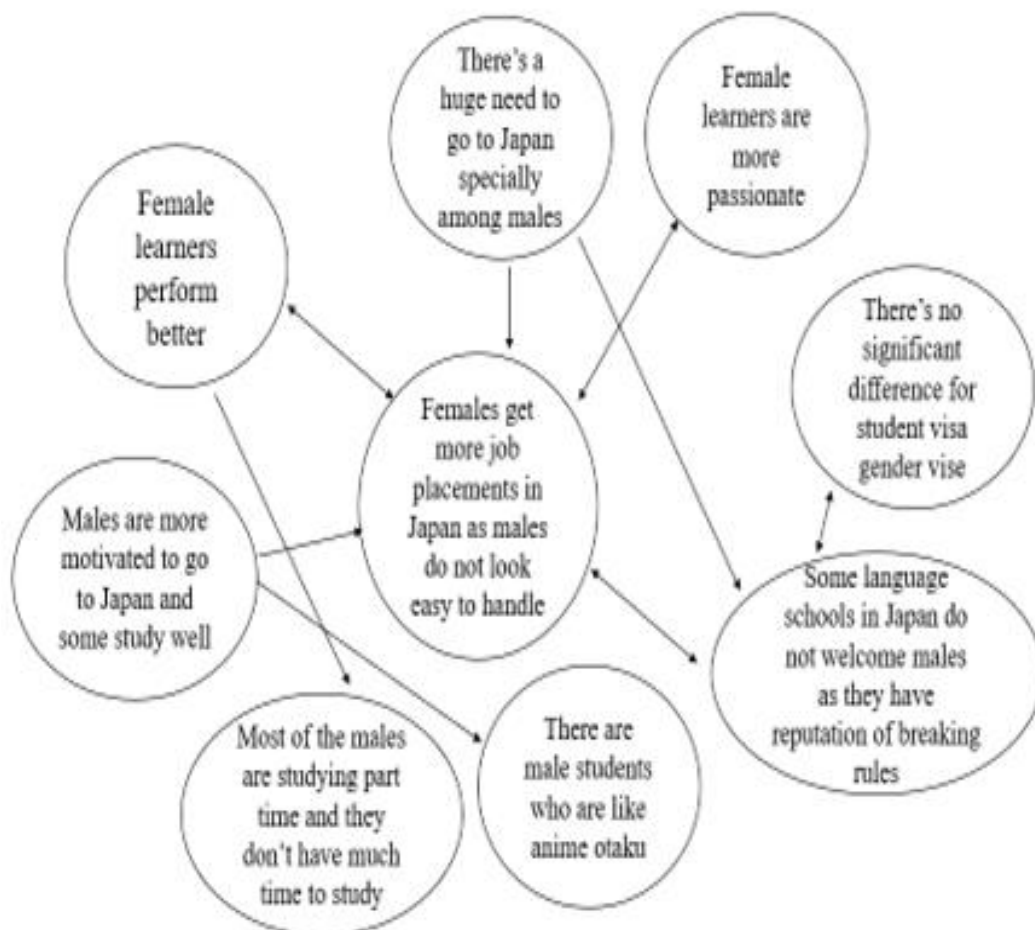 There's a
huge need to
go to Japan
specially
among males
Female
learners are
more
passionate
Female
learners
perform
better
There's no
significant
difference for
student visa
gender vise
Females get
more job
placements in
Japan as males
do not look
easy to handle
Males are more
motivated to go
to Japan and
some study well
Some language
schools in Japan do
not welcome males
as they have
reputation of breaking
rules
Most of the males
are studying part
time and they
don't have much
time to study
There are
male students
who are like
anime otaku